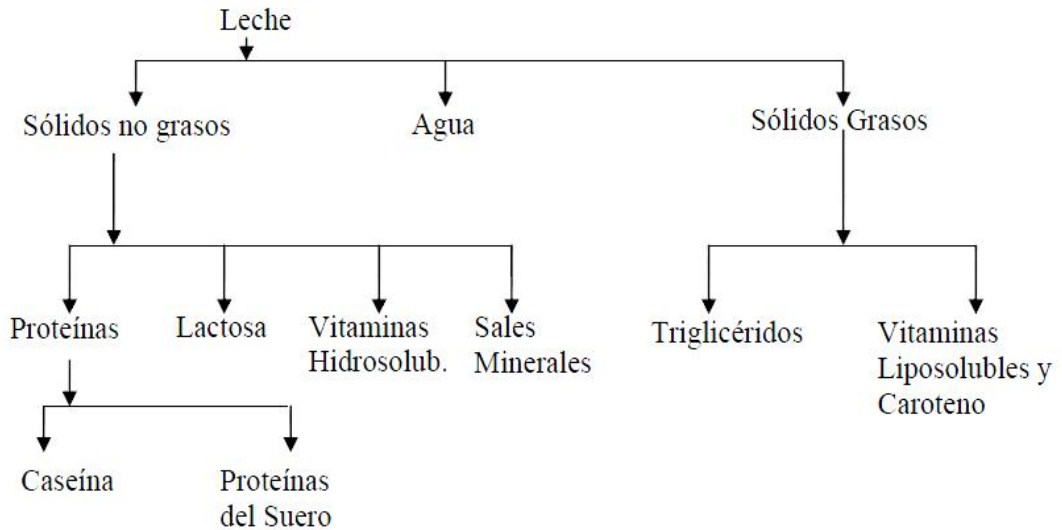 Leche
Sólidos no grasos
Agua
Sólidos Grasos
Proteínas
Lactosa
Vitaminas
Hidrosolub.
Sales
Minerales
Triglicéridos
Vitaminas
Liposolubles y
Caroteno
Caseína
Proteínas
del Suero